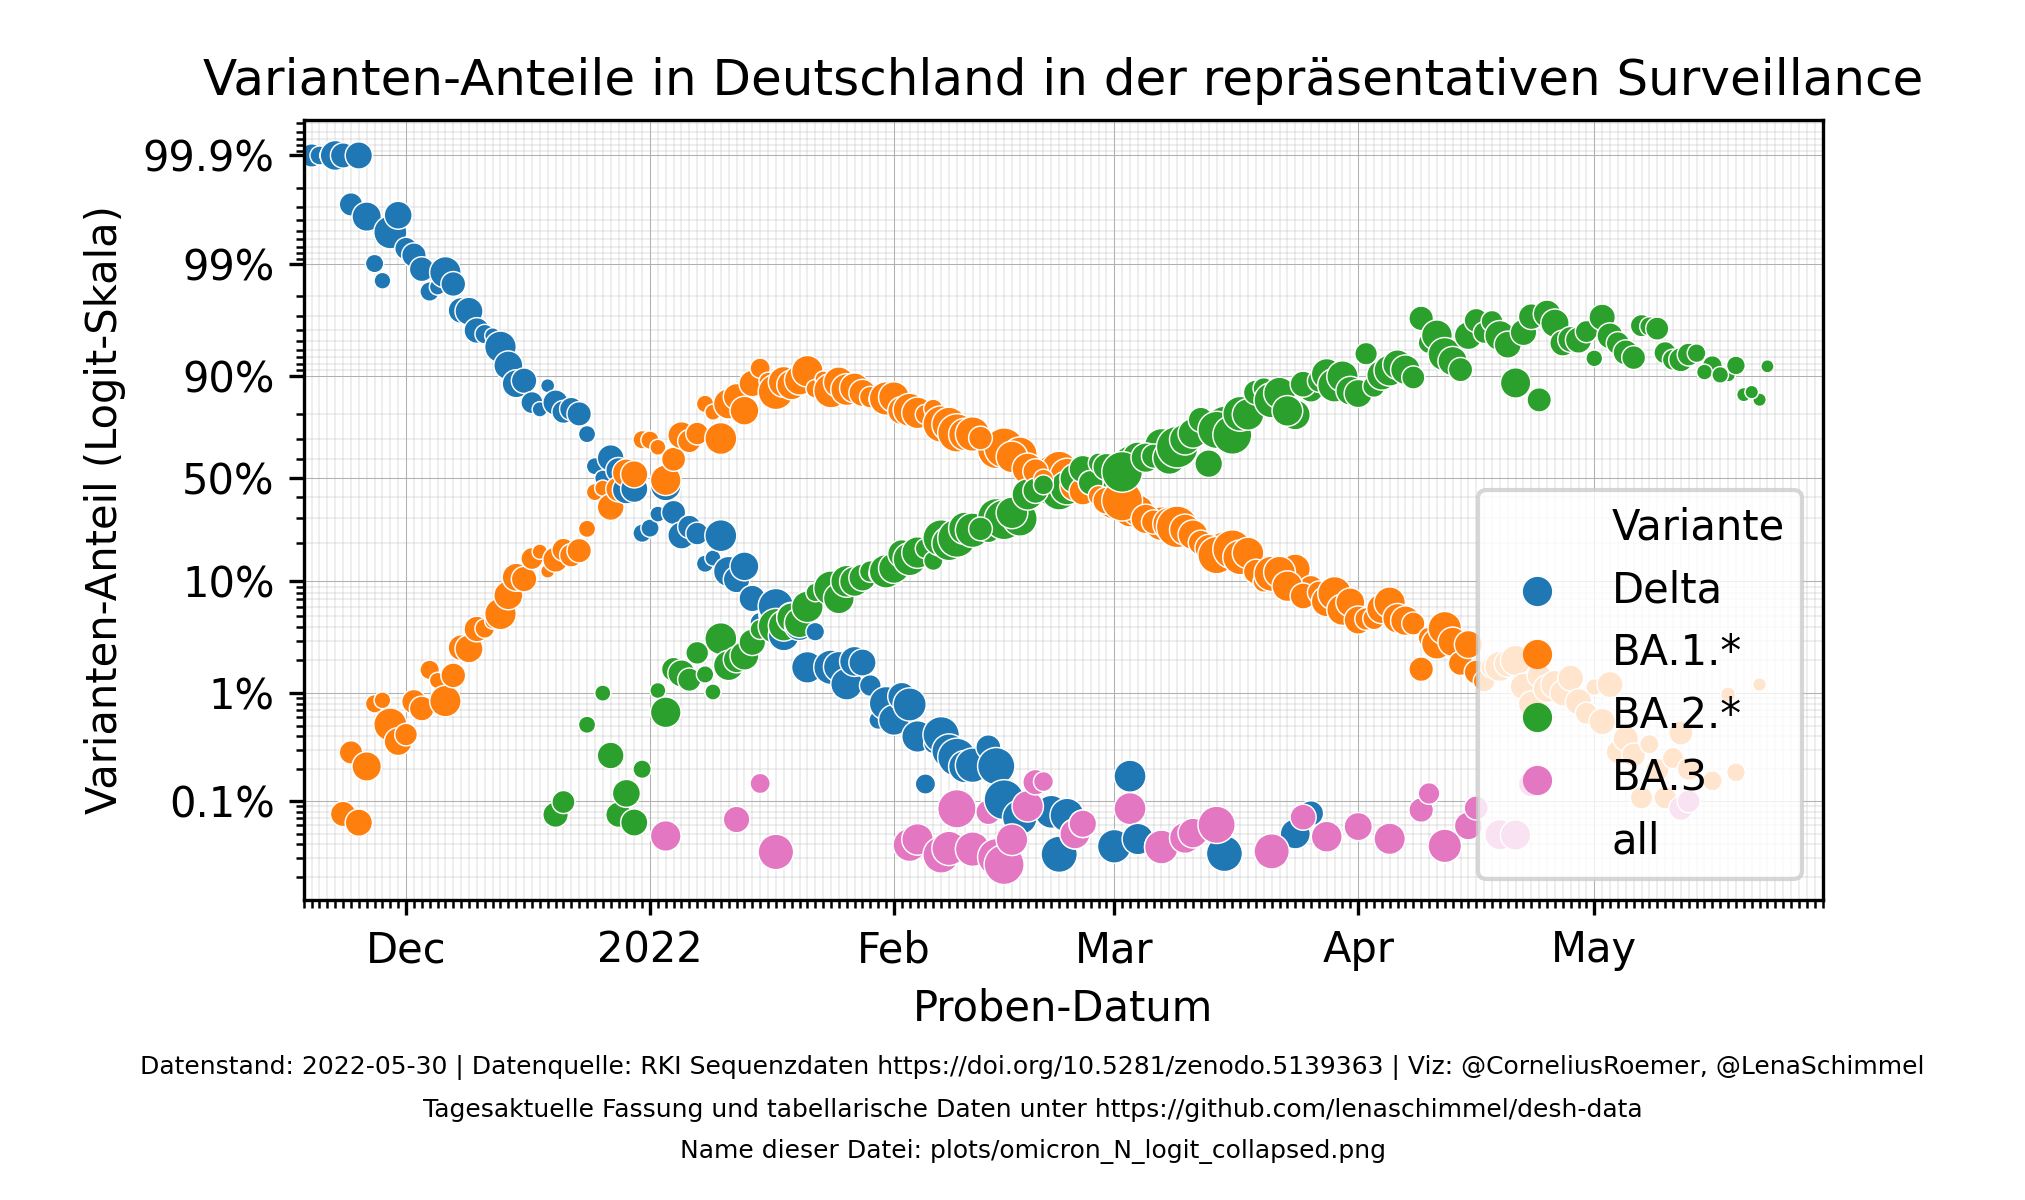 Varianten-Anteile in Deutschland in der repräsentativen Surveillance
Varianten-Anteil (Logit-Skala)
99.9%
99%
90%
50%
10%
1%
0.1%
Variante
Delta
BA.1.*
BA.2.*
BA.3
all
Dec
2022
Feb
Mar
Apr
May
Proben-Datum
Datenstand: 2022-05-30 | Datenquelle: RKI Sequenzdaten https://doi.org/10.5281/zenodo.5139363 | Viz: @CorneliusRoemer, @LenaSchimmel
Tagesaktuelle Fassung und tabellarische Daten unter https://github.com/lenaschimmel/desh-data
Name dieser Datei: plots/omicron_N_logit_collapsed.png